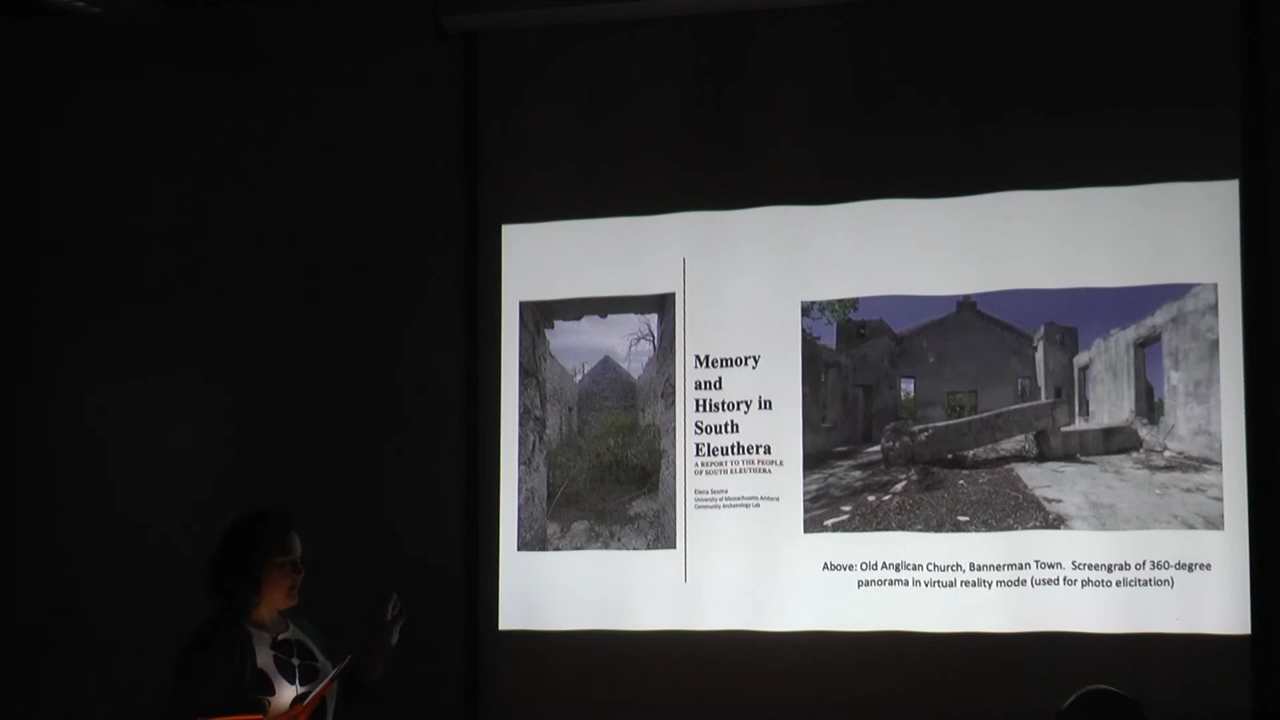 Memory
and
History in
South
Eleuthera
A REPORT TO THE PEOPLE
OF SOUTH ELEUTHERA
Elena Sesma
University of Massachusetts Amherst
Community Archaeology Lab
Above: Old Anglican Church, Bannerman Town. Screengrab of 360-degree
panorama in virtual reality mode (used for photo elicitation)